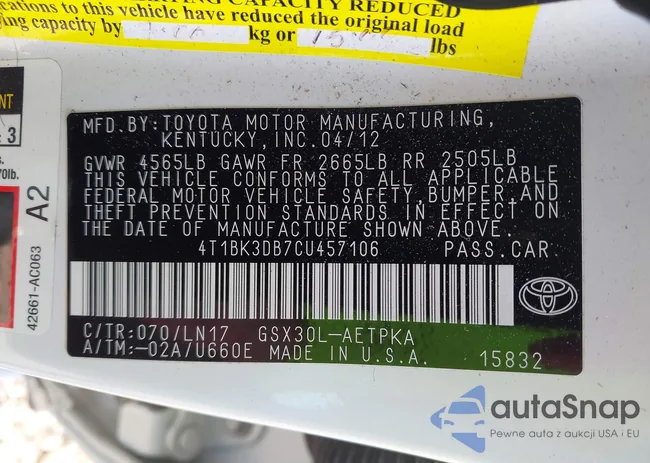 CAPACITY REDUCED
to this vehicle have reduced the original load
capacity by kg or lbs
MFD.BY: TOYOTA MOTOR MANUFACTURING,
KENTUCKY, INC. 04/12
GVWR 4565LB GAWR FR 2665LB RR 2505LB
THIS VEHICLE CONFORMS TO ALL APPLICABLE
FEDERAL MOTOR VEHICLE SAFETY, BUMPER, AND
THEFT PREVENTION STANDARDS IN EFFECT ON
THE DATE OF MANUFACTURE SHOWN ABOVE.
4T1BK3DB7CU457106 PASS.CAR
C/TR: 070/LN17 GSX30L-AETPKA
A/TM: -02A/U660E MADE IN U.S.A. 15832
3
70lb.
A2
42661-AC063
autaSnap
Pewne auta z aukcji USA i EU